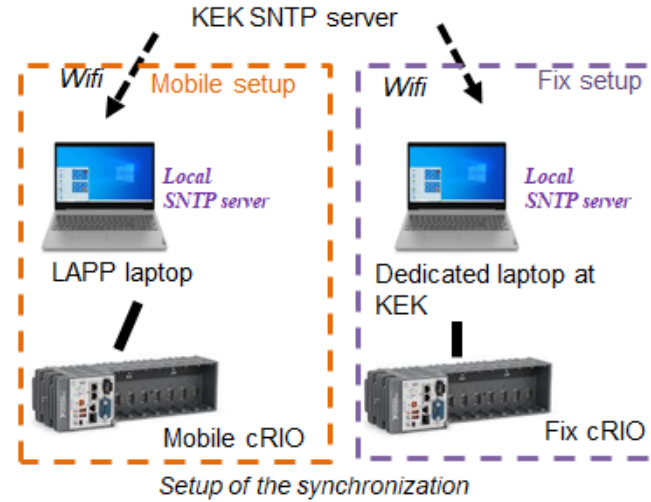 KEK SNTP server
Wifi
Mobile setup
Local
SNTP server
LAPP laptop
Mobile cRIO
Wifi
Fix setup
Local
SNTP server
Dedicated laptop at
KEK
Fix cRIO
Setup of the synchronization